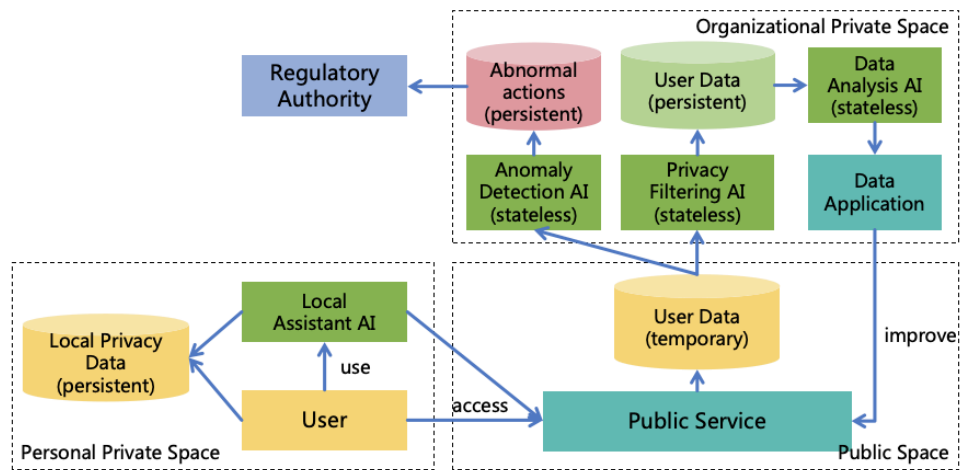 Organizational Private Space
Regulatory
Authority
Abnormal
actions
(persistent)
User Data
(persistent)
Data
Analysis AI
(stateless)
Anomaly
Detection AI
(stateless)
Privacy
Filtering AI
(stateless)
Data
Application
Local Privacy
Data
(persistent)
Local
Assistant AI
use
User
Personal Private Space
access
User Data
(temporary)
improve
Public Service
Public Space